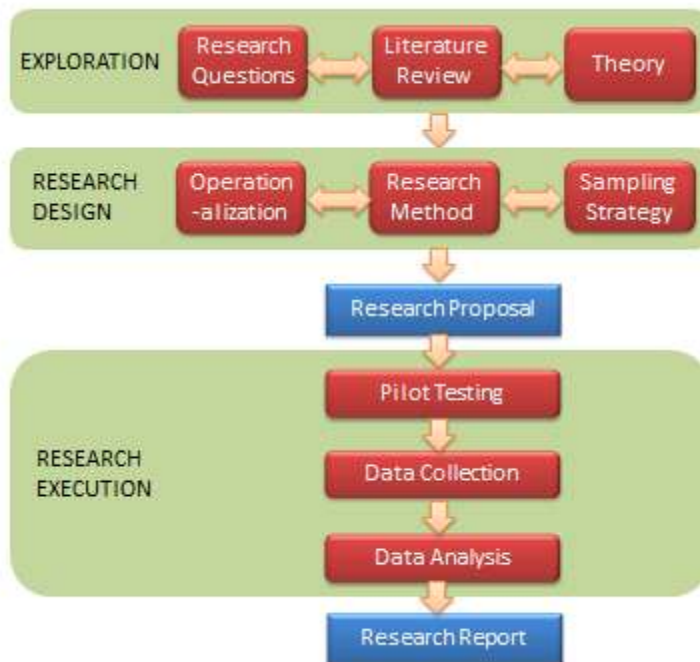 EXPLORATION
Research
Questions
Literature
Review
Theory
RESEARCH
DESIGN
Operation
-alization
Research
Method
Sampling
Strategy
Research Proposal
RESEARCH
EXECUTION
Pilot Testing
Data Collection
Data Analysis
Research Report